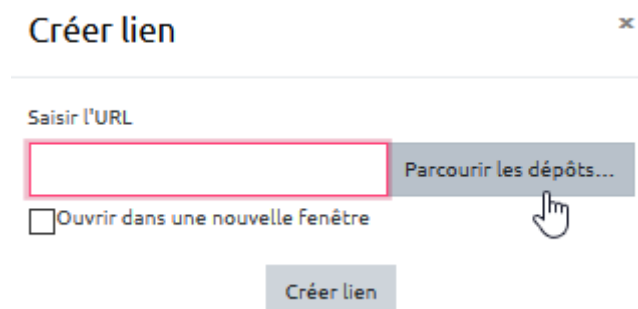 Créer lien
×
Saisir l'URL
Parcourir les dépôts...
Ouvrir dans une nouvelle fenêtre
Créer lien